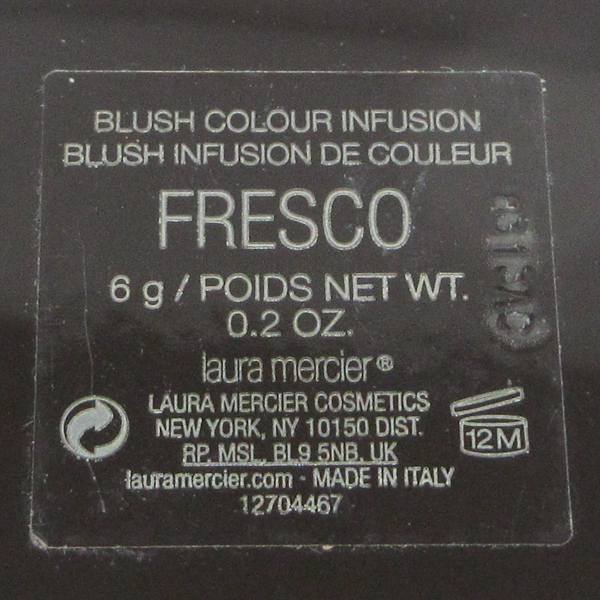 BLUSH COLOUR INFUSION
BLUSH INFUSION DE COULEUR
FRESCO
6 g / POIDS NET WT.
0.2 OZ.
laura mercier®
LAURA MERCIER COSMETICS
NEW YORK, NY 10150 DIST.
RP. MSL. BL9 5NB. UK
lauramercier.com · MADE IN ITALY
12704467
12M